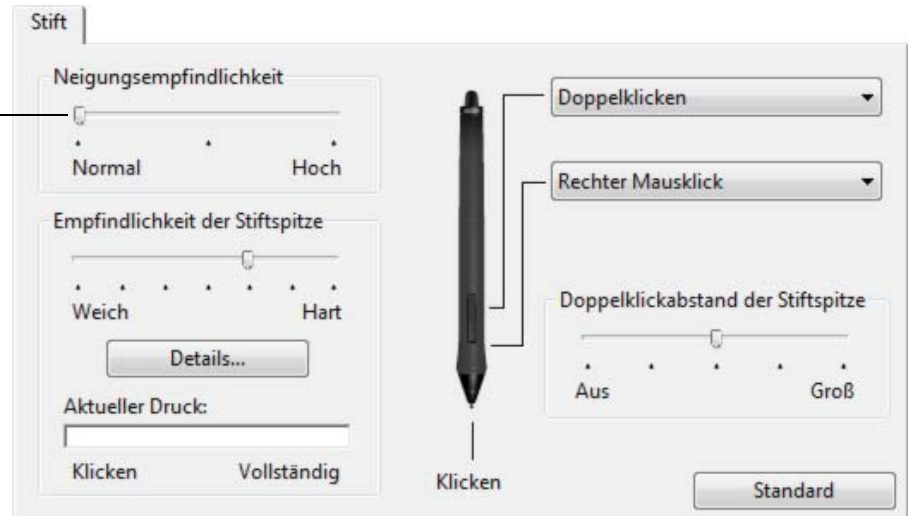 Stift
Neigungsempfindlichkeit
Normal
Hoch
Empfindlichkeit der Stiftspitze
Weich
Hart
Details...
Aktueller Druck:
Klicken
Vollständig
Klicken
Doppelklicken
Rechter Mausklick
Doppelklickabstand der Stiftspitze
Aus
Groß
Standard